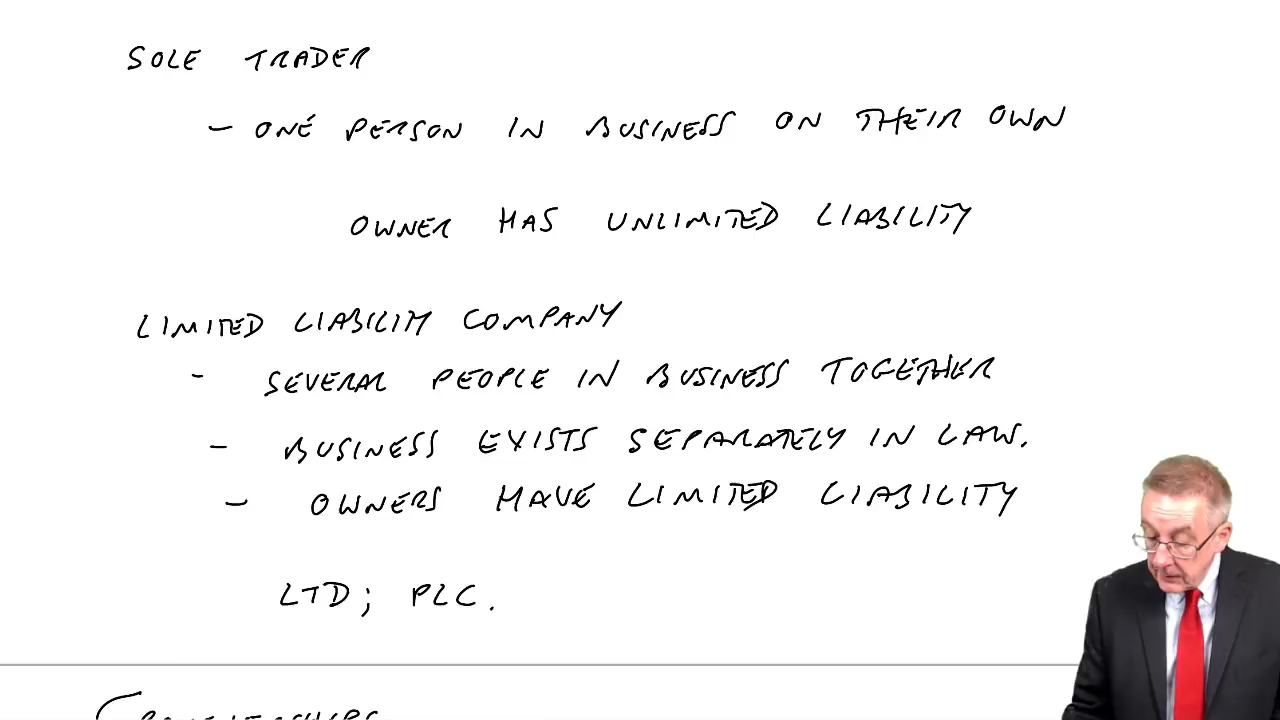 SOLE TRADER
- ONE PERSON IN BUSINESS ON THEIR OWN
OWNER HAS UNLIMITED LIABILITY
LIMITED LIABILITY COMPANY
- SEVERAL PEOPLE IN BUSINESS TOGETHER
- BUSINESS EXISTS SEPARATELY IN LAW.
- OWNERS HAVE LIMITED LIABILITY
LTD; PLC.